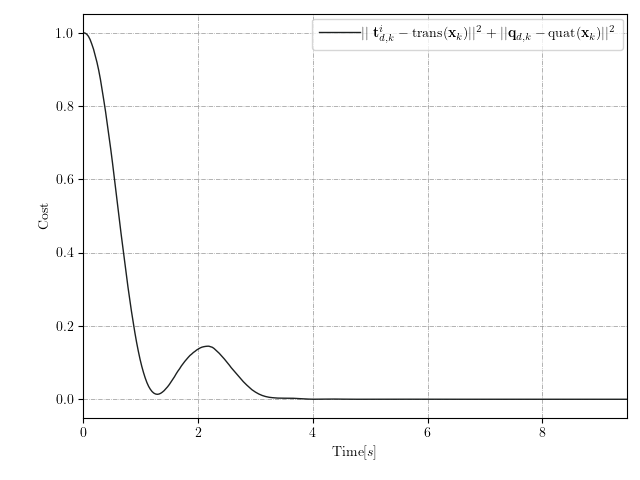 || t^i_{d,k} − trans(x_k)||² + ||q_{d,k} − quat(x_k)||²
1.0
0.8
0.6
0.4
0.2
0.0
Cost
0 2 4 6 8
Time[s]